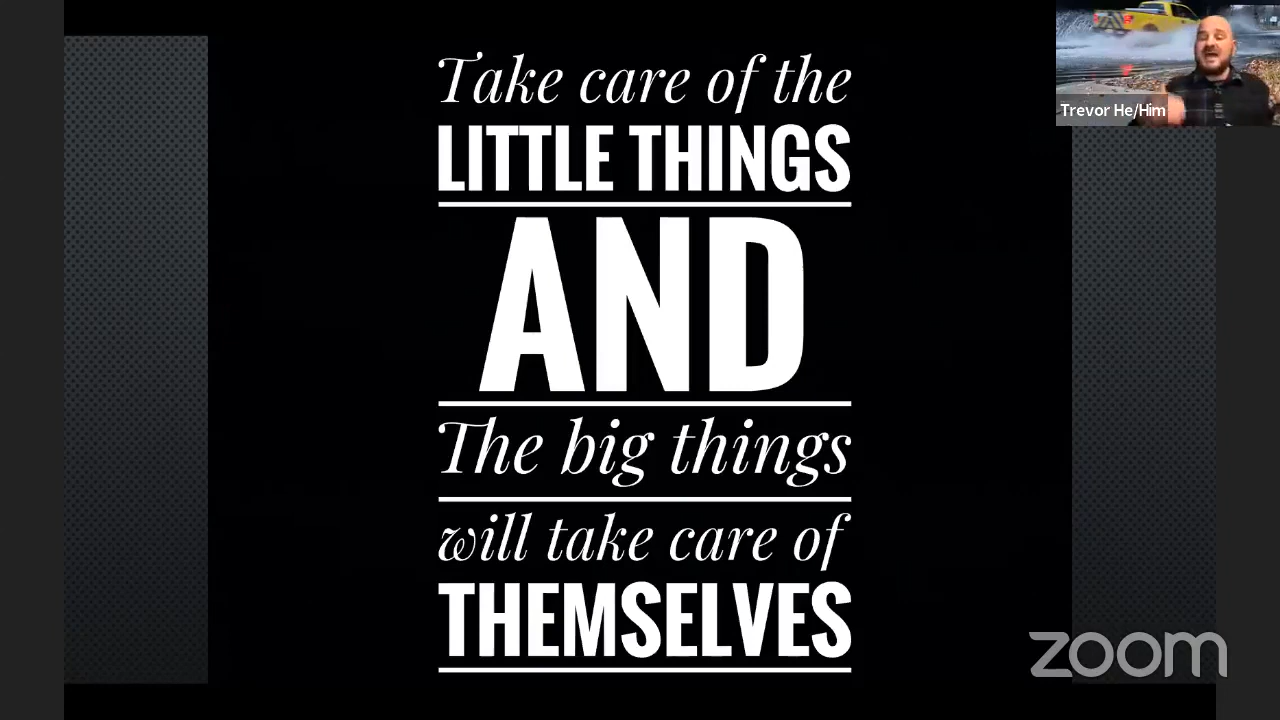 Take care of the
LITTLE THINGS
AND
The big things
will take care of
THEMSELVES
Trevor He/Him
zoom